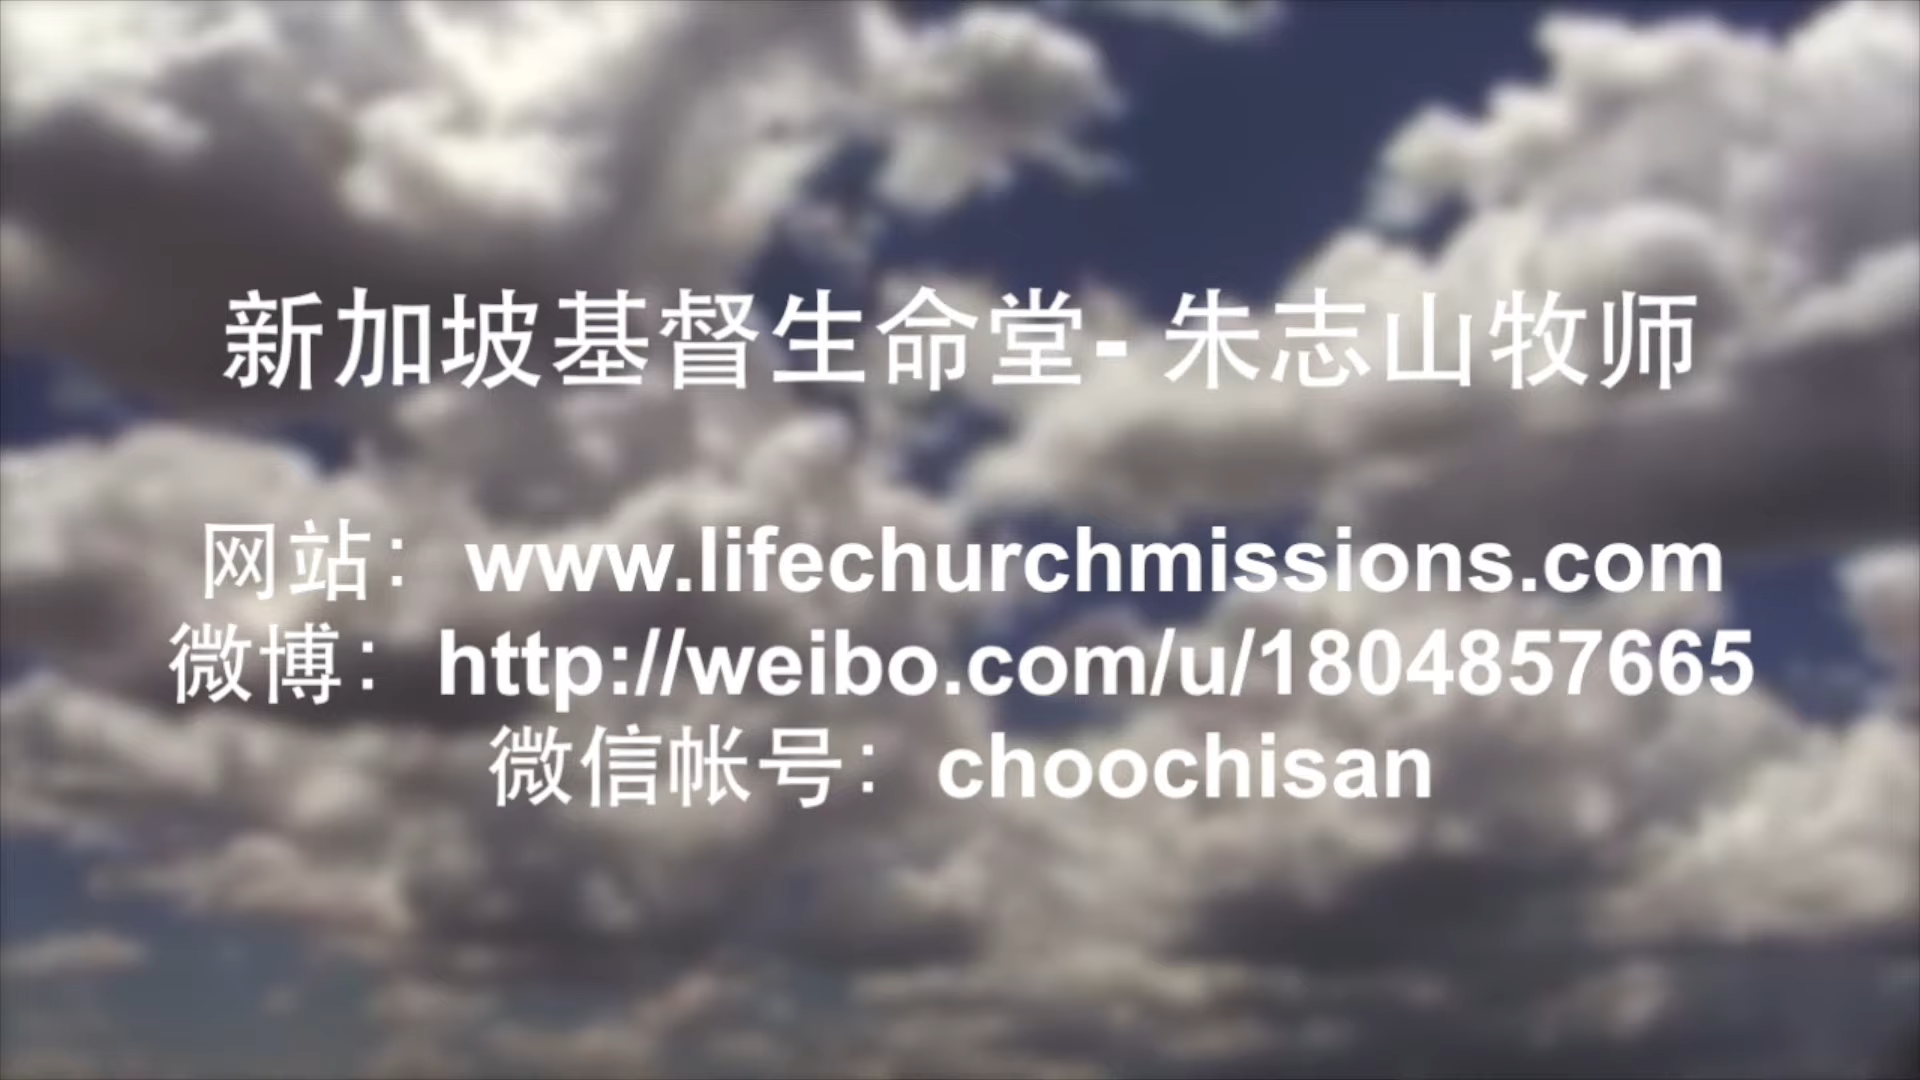 新加坡基督生命堂- 朱志山牧师
网站：www.lifechurchmissions.com
微博：http://weibo.com/u/1804857665
微信帐号：choochisan